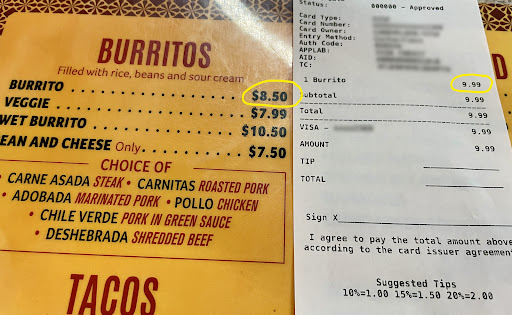 BURRITOS
Filled with rice, beans and sour cream
BURRITO $8.50
VEGGIE $7.99
WET BURRITO $10.50
EAN AND CHEESE Only $7.50
CHOICE OF
• CARNE ASADA STEAK • CARNITAS ROASTED PORK
• ADOBADA MARINATED PORK • POLLO CHICKEN
• CHILE VERDE PORK IN GREEN SAUCE
• DESHEBRADA SHREDDED BEEF
TACOS
Status: 000000 - Approved
Card Type:
Card Number:
Card Owner:
Entry Method:
Auth Code:
APPLAB:
AID:
TC:
1 Burrito 9.99
Subtotal 9.99
Total 9.99
VISA - 9.99
AMOUNT 9.99
TIP
TOTAL
Sign X
I agree to pay the total amount above
according to the card issuer agreement
Suggested Tips
10%=1.00 15%=1.50 20%=2.00